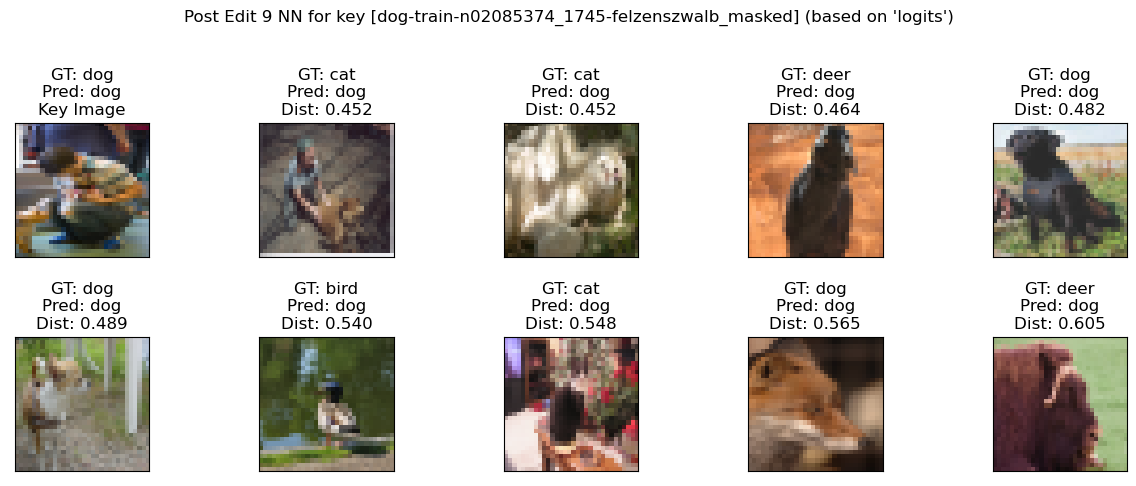 Post Edit 9 NN for key [dog-train-n02085374_1745-felzenszwalb_masked] (based on 'logits')
GT: dog
Pred: dog
Key Image
GT: cat
Pred: dog
Dist: 0.452
GT: cat
Pred: dog
Dist: 0.452
GT: deer
Pred: dog
Dist: 0.464
GT: dog
Pred: dog
Dist: 0.482
GT: dog
Pred: dog
Dist: 0.489
GT: bird
Pred: dog
Dist: 0.540
GT: cat
Pred: dog
Dist: 0.548
GT: dog
Pred: dog
Dist: 0.565
GT: deer
Pred: dog
Dist: 0.605